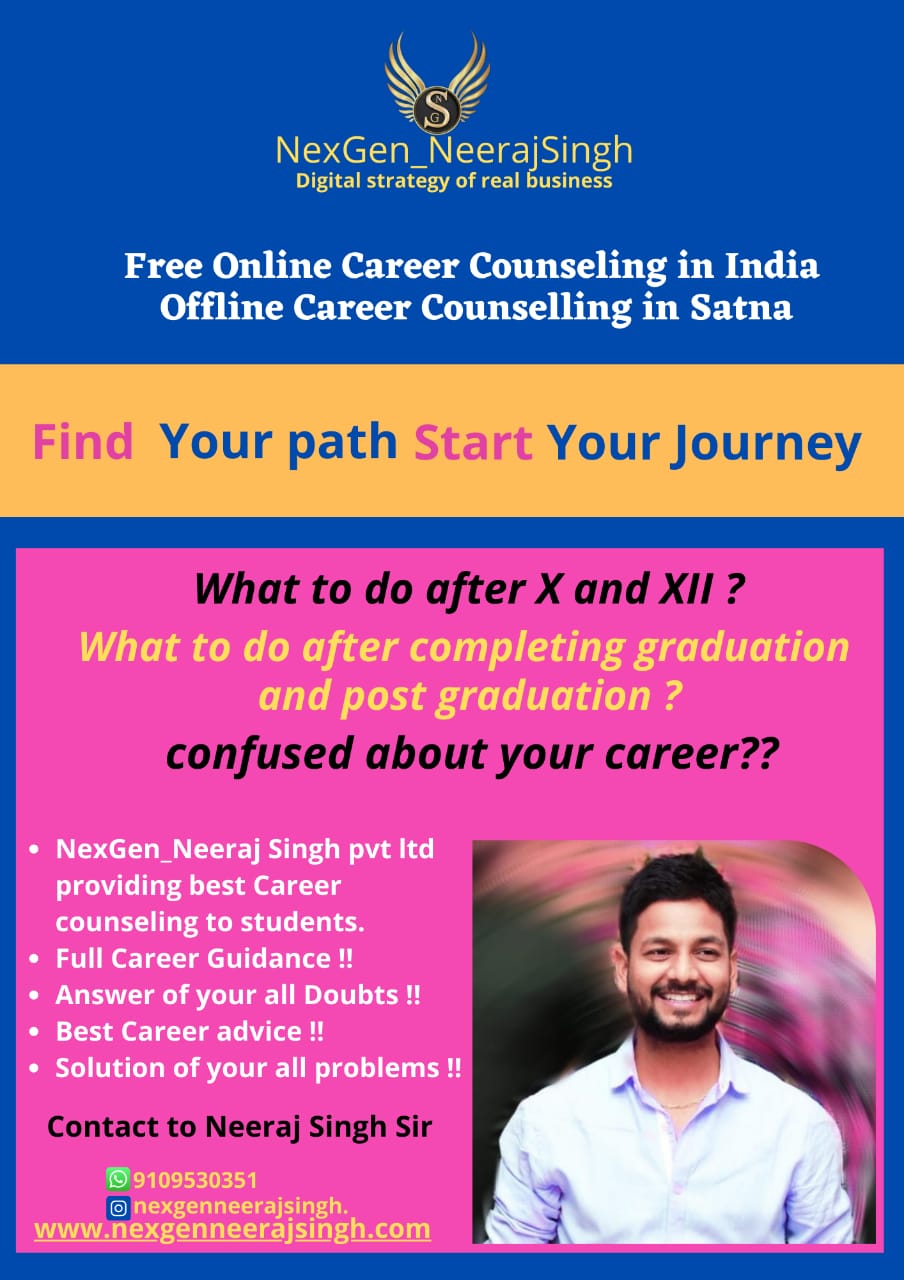 S
N
G
NexGen_NeerajSingh
Digital strategy of real business
Free Online Career Counseling in India
Offline Career Counselling in Satna
Find Your path Start Your Journey
What to do after X and XII ?
What to do after completing graduation
and post graduation ?
confused about your career??
• NexGen_Neeraj Singh pvt ltd
providing best Career
counseling to students.
• Full Career Guidance !!
• Answer of your all Doubts !!
• Best Career advice !!
• Solution of your all problems !!
Contact to Neeraj Singh Sir
9109530351
nexgenneerajsingh.
www.nexgenneerajsingh.com